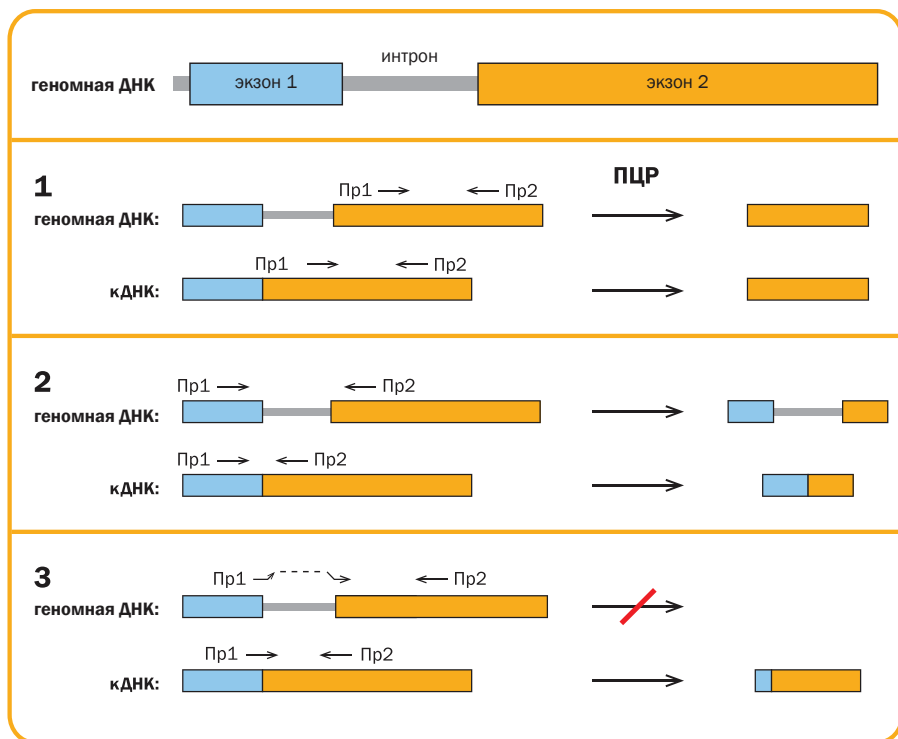 интрон
геномная ДНК экзон 1 экзон 2
1 ПЦР
Пр1 Пр2
геномная ДНК:
Пр1 Пр2
кДНК:
2
Пр1 Пр2
геномная ДНК:
Пр1 Пр2
кДНК:
3
Пр1 Пр2
геномная ДНК:
Пр1 Пр2
кДНК: